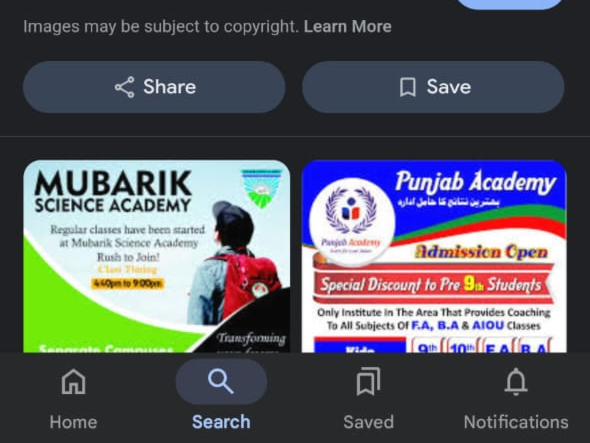 Images may be subject to copyright. Learn More
Share
Save
MUBARIK
SCIENCE ACADEMY
Regular classes have been started
at Mubarik Science Academy
Rush to Join!
Class Timing
4:40pm to 9:00pm
Separate Campuses
Transforming
Punjab Academy
بہترین نتائج کا حامل ادارہ
Punjab Academy
Admission Open
Special Discount to Pre 9th Students
Only Institute In The Area That Provides Coaching
To All Subjects Of F.A, B.A & AIOU Classes
Kids
9th 10th F.A B.A
Home
Search
Saved
Notifications